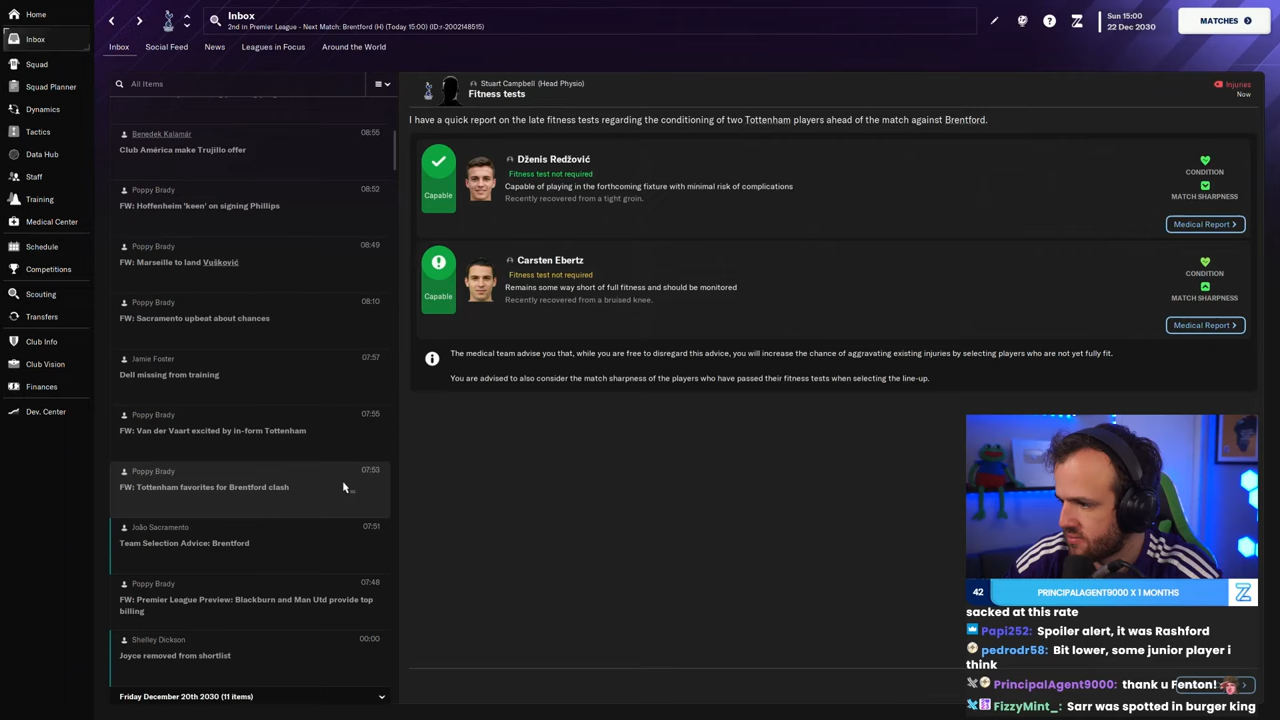 Home
Inbox
Squad
Squad Planner
Dynamics
Tactics
Data Hub
Staff
Training
Medical Center
Schedule
Competitions
Scouting
Transfers
Club Info
Club Vision
Finances
Dev. Center
Inbox
2nd in Premier League - Next Match: Brentford (H) (Today 15:00) (ID:r-2002148515)
Sun 15:00
22 Dec 2030
MATCHES
Inbox
Social Feed
News
Leagues in Focus
Around the World
All Items
Benedek Kalamár
08:55
Club América make Trujillo offer
Poppy Brady
08:52
FW: Hoffenheim 'keen' on signing Phillips
Poppy Brady
08:49
FW: Marseille to land Vušković
Poppy Brady
08:10
FW: Sacramento upbeat about chances
Jamie Foster
07:57
Dell missing from training
Poppy Brady
07:55
FW: Van der Vaart excited by in-form Tottenham
Poppy Brady
07:53
FW: Tottenham favorites for Brentford clash
João Sacramento
07:51
Team Selection Advice: Brentford
Poppy Brady
07:48
FW: Premier League Preview: Blackburn and Man Utd provide top
billing
Shelley Dickson
00:00
Joyce removed from shortlist
Friday December 20th 2030 (11 items)
Stuart Campbell (Head Physio)
Fitness tests
Injuries
Now
I have a quick report on the late fitness tests regarding the conditioning of two Tottenham players ahead of the match against Brentford.
Capable
Dženis Redžović
Fitness test not required
Capable of playing in the forthcoming fixture with minimal risk of complications
Recently recovered from a tight groin.
CONDITION
MATCH SHARPNESS
Medical Report
Capable
Carsten Ebertz
Fitness test not required
Remains some way short of full fitness and should be monitored
Recently recovered from a bruised knee.
CONDITION
MATCH SHARPNESS
Medical Report
The medical team advise you that, while you are free to disregard this advice, you will increase the chance of aggravating existing injuries by selecting players who are not yet fully fit.
You are advised to also consider the match sharpness of the players who have passed their fitness tests when selecting the line-up.
42
PRINCIPALAGENT9000 X 1 MONTHS
sacked at this rate
Papi252: Spoiler alert, it was Rashford
pedrodr58: Bit lower, some junior player i
think
PrincipalAgent9000: thank u Fenton!
FizzyMint_: Sarr was spotted in burger king